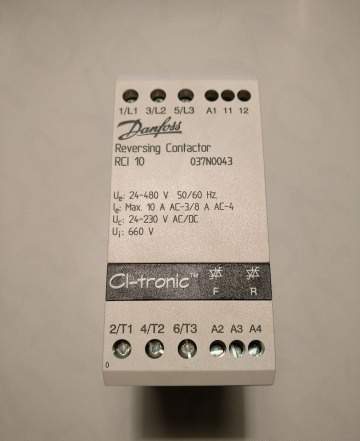 1/L1 3/L2 5/L3 A1 11 12
Danfoss
Reversing Contactor
RCI 10 037N0043
Ue: 24-480 V 50/60 Hz
Ie: Max. 10 A AC-3/8 A AC-4
Uc: 24-230 V AC/DC
Ui: 660 V
CI-tronic™
F R
2/T1 4/T2 6/T3 A2 A3 A4
0